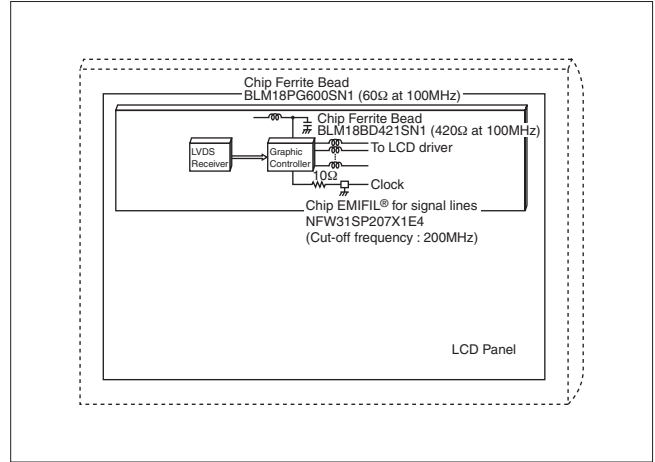 Chip Ferrite Bead
BLM18PG600SN1 (60Ω at 100MHz)
Chip Ferrite Bead
BLM18BD421SN1 (420Ω at 100MHz)
To LCD driver
LVDS
Receiver
Graphic
Controller
10Ω
Clock
Chip EMIFIL® for signal lines
NFW31SP207X1E4
(Cut-off frequency : 200MHz)
LCD Panel